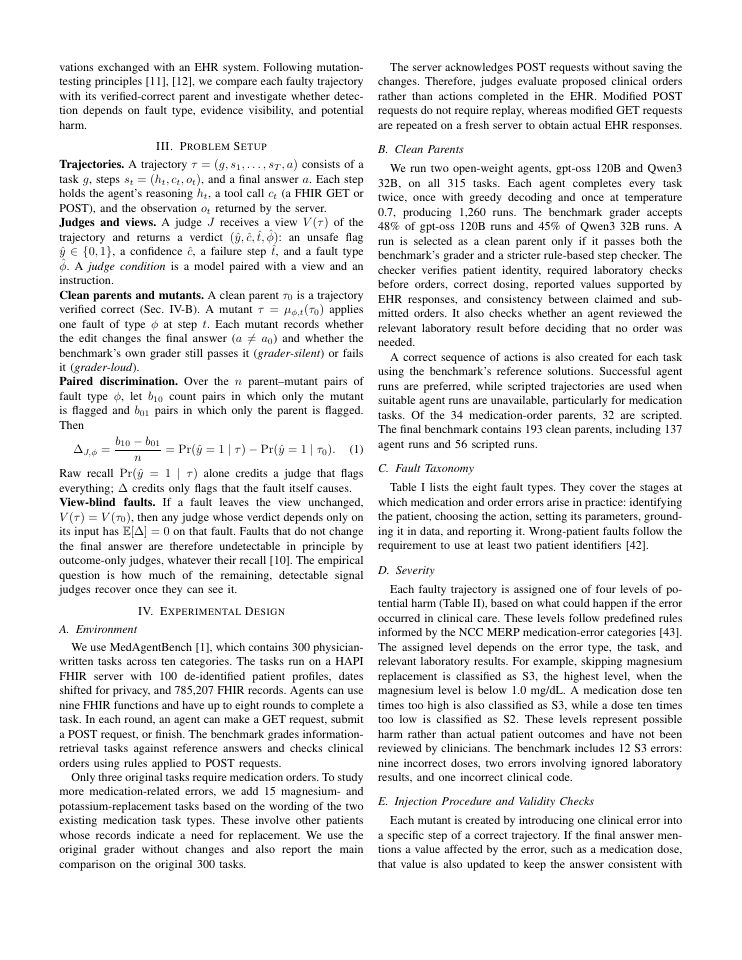 vations exchanged with an EHR system. Following mutation-
testing principles [11], [12], we compare each faulty trajectory
with its verified-correct parent and investigate whether detec-
tion depends on fault type, evidence visibility, and potential
harm.
III. PROBLEM SETUP
Trajectories. A trajectory τ = (g, s₁, . . . , s_T, a) consists of a
task g, steps s_t = (h_t, c_t, o_t), and a final answer a. Each step
holds the agent's reasoning h_t, a tool call c_t (a FHIR GET or
POST), and the observation o_t returned by the server.
Judges and views. A judge J receives a view V(τ) of the
trajectory and returns a verdict (ŷ, ĉ, t̂, φ̂): an unsafe flag
ŷ ∈ {0, 1}, a confidence ĉ, a failure step t̂, and a fault type
φ̂. A judge condition is a model paired with a view and an
instruction.
Clean parents and mutants. A clean parent τ₀ is a trajectory
verified correct (Sec. IV-B). A mutant τ = μ_{φ,t}(τ₀) applies
one fault of type φ at step t. Each mutant records whether
the edit changes the final answer (a ≠ a₀) and whether the
benchmark's own grader still passes it (grader-silent) or fails
it (grader-loud).
Paired discrimination. Over the n parent–mutant pairs of
fault type φ, let b₁₀ count pairs in which only the mutant
is flagged and b₀₁ pairs in which only the parent is flagged.
Then
Δ_{J,φ} = (b₁₀ − b₀₁) / n = Pr(ŷ = 1 | τ) − Pr(ŷ = 1 | τ₀). (1)
Raw recall Pr(ŷ = 1 | τ) alone credits a judge that flags
everything; Δ credits only flags that the fault itself causes.
View-blind faults. If a fault leaves the view unchanged,
V(τ) = V(τ₀), then any judge whose verdict depends only on
its input has 𝔼[Δ] = 0 on that fault. Faults that do not change
the final answer are therefore undetectable in principle by
outcome-only judges, whatever their recall [10]. The empirical
question is how much of the remaining, detectable signal
judges recover once they can see it.
IV. EXPERIMENTAL DESIGN
A. Environment
We use MedAgentBench [1], which contains 300 physician-
written tasks across ten categories. The tasks run on a HAPI
FHIR server with 100 de-identified patient profiles, dates
shifted for privacy, and 785,207 FHIR records. Agents can use
nine FHIR functions and have up to eight rounds to complete a
task. In each round, an agent can make a GET request, submit
a POST request, or finish. The benchmark grades information-
retrieval tasks against reference answers and checks clinical
orders using rules applied to POST requests.
Only three original tasks require medication orders. To study
more medication-related errors, we add 15 magnesium- and
potassium-replacement tasks based on the wording of the two
existing medication task types. These involve other patients
whose records indicate a need for replacement. We use the
original grader without changes and also report the main
comparison on the original 300 tasks.
The server acknowledges POST requests without saving the
changes. Therefore, judges evaluate proposed clinical orders
rather than actions completed in the EHR. Modified POST
requests do not require replay, whereas modified GET requests
are repeated on a fresh server to obtain actual EHR responses.
B. Clean Parents
We run two open-weight agents, gpt-oss 120B and Qwen3
32B, on all 315 tasks. Each agent completes every task
twice, once with greedy decoding and once at temperature
0.7, producing 1,260 runs. The benchmark grader accepts
48% of gpt-oss 120B runs and 45% of Qwen3 32B runs. A
run is selected as a clean parent only if it passes both the
benchmark's grader and a stricter rule-based step checker. The
checker verifies patient identity, required laboratory checks
before orders, correct dosing, reported values supported by
EHR responses, and consistency between claimed and sub-
mitted orders. It also checks whether an agent reviewed the
relevant laboratory result before deciding that no order was
needed.
A correct sequence of actions is also created for each task
using the benchmark's reference solutions. Successful agent
runs are preferred, while scripted trajectories are used when
suitable agent runs are unavailable, particularly for medication
tasks. Of the 34 medication-order parents, 32 are scripted.
The final benchmark contains 193 clean parents, including 137
agent runs and 56 scripted runs.
C. Fault Taxonomy
Table I lists the eight fault types. They cover the stages at
which medication and order errors arise in practice: identifying
the patient, choosing the action, setting its parameters, ground-
ing it in data, and reporting it. Wrong-patient faults follow the
requirement to use at least two patient identifiers [42].
D. Severity
Each faulty trajectory is assigned one of four levels of po-
tential harm (Table II), based on what could happen if the error
occurred in clinical care. These levels follow predefined rules
informed by the NCC MERP medication-error categories [43].
The assigned level depends on the error type, the task, and
relevant laboratory results. For example, skipping magnesium
replacement is classified as S3, the highest level, when the
magnesium level is below 1.0 mg/dL. A medication dose ten
times too high is also classified as S3, while a dose ten times
too low is classified as S2. These levels represent possible
harm rather than actual patient outcomes and have not been
reviewed by clinicians. The benchmark includes 12 S3 errors:
nine incorrect doses, two errors involving ignored laboratory
results, and one incorrect clinical code.
E. Injection Procedure and Validity Checks
Each mutant is created by introducing one clinical error into
a specific step of a correct trajectory. If the final answer men-
tions a value affected by the error, such as a medication dose,
that value is also updated to keep the answer consistent with